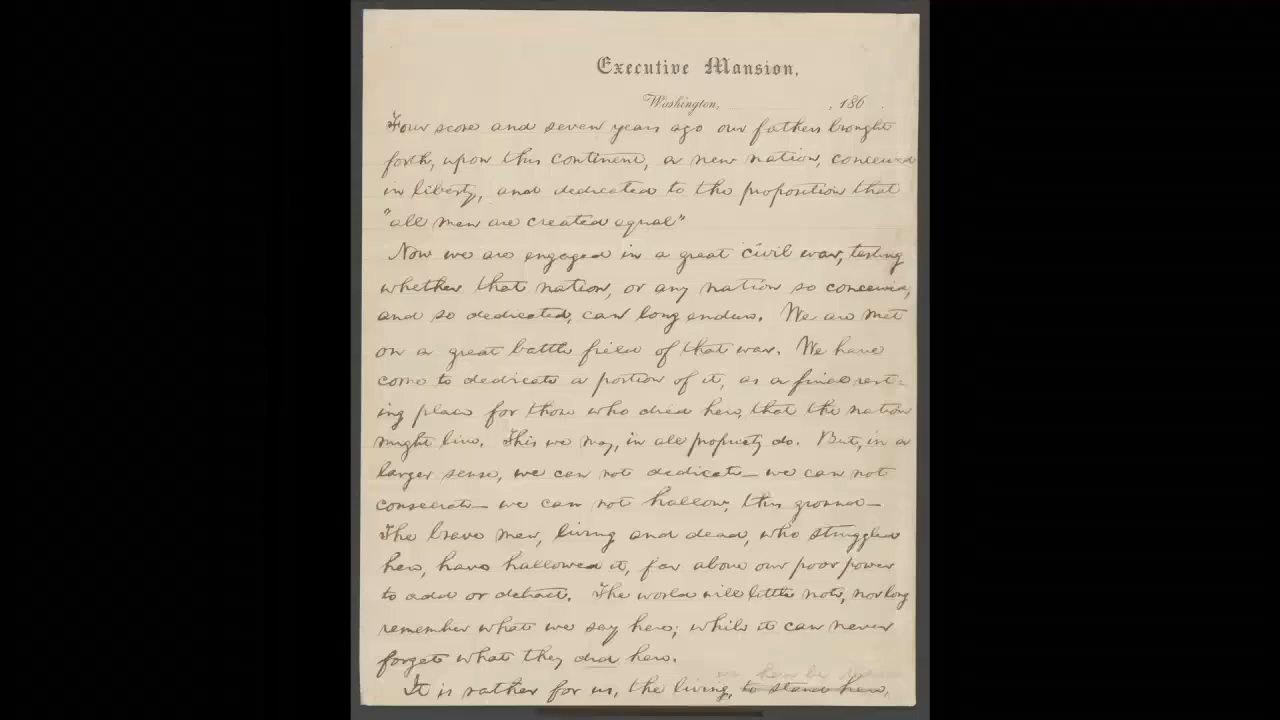 Executive Mansion,
Washington, , 186 .
Four score and seven years ago our fathers brought
forth, upon this continent, a new nation, conceived
in liberty, and dedicated to the proposition that
"all men are created equal"
Now we are engaged in a great civil war, testing
whether that nation, or any nation so conceived,
and so dedicated, can long endure. We are met
on a great battle field of that war. We have
come to dedicate a portion of it, as a final rest-
ing place for those who died here, that the nation
might live. This we may, in all propriety do. But, in a
larger sense, we can not dedicate — we can not
consecrate — we can not hallow, this ground —
The brave men, living and dead, who struggled
here, have hallowed it, far above our poor power
to add or detract. The world will little note, nor long
remember what we say here; while it can never
forget what they did here.
we here be
It is rather for us, the living, to stand here,